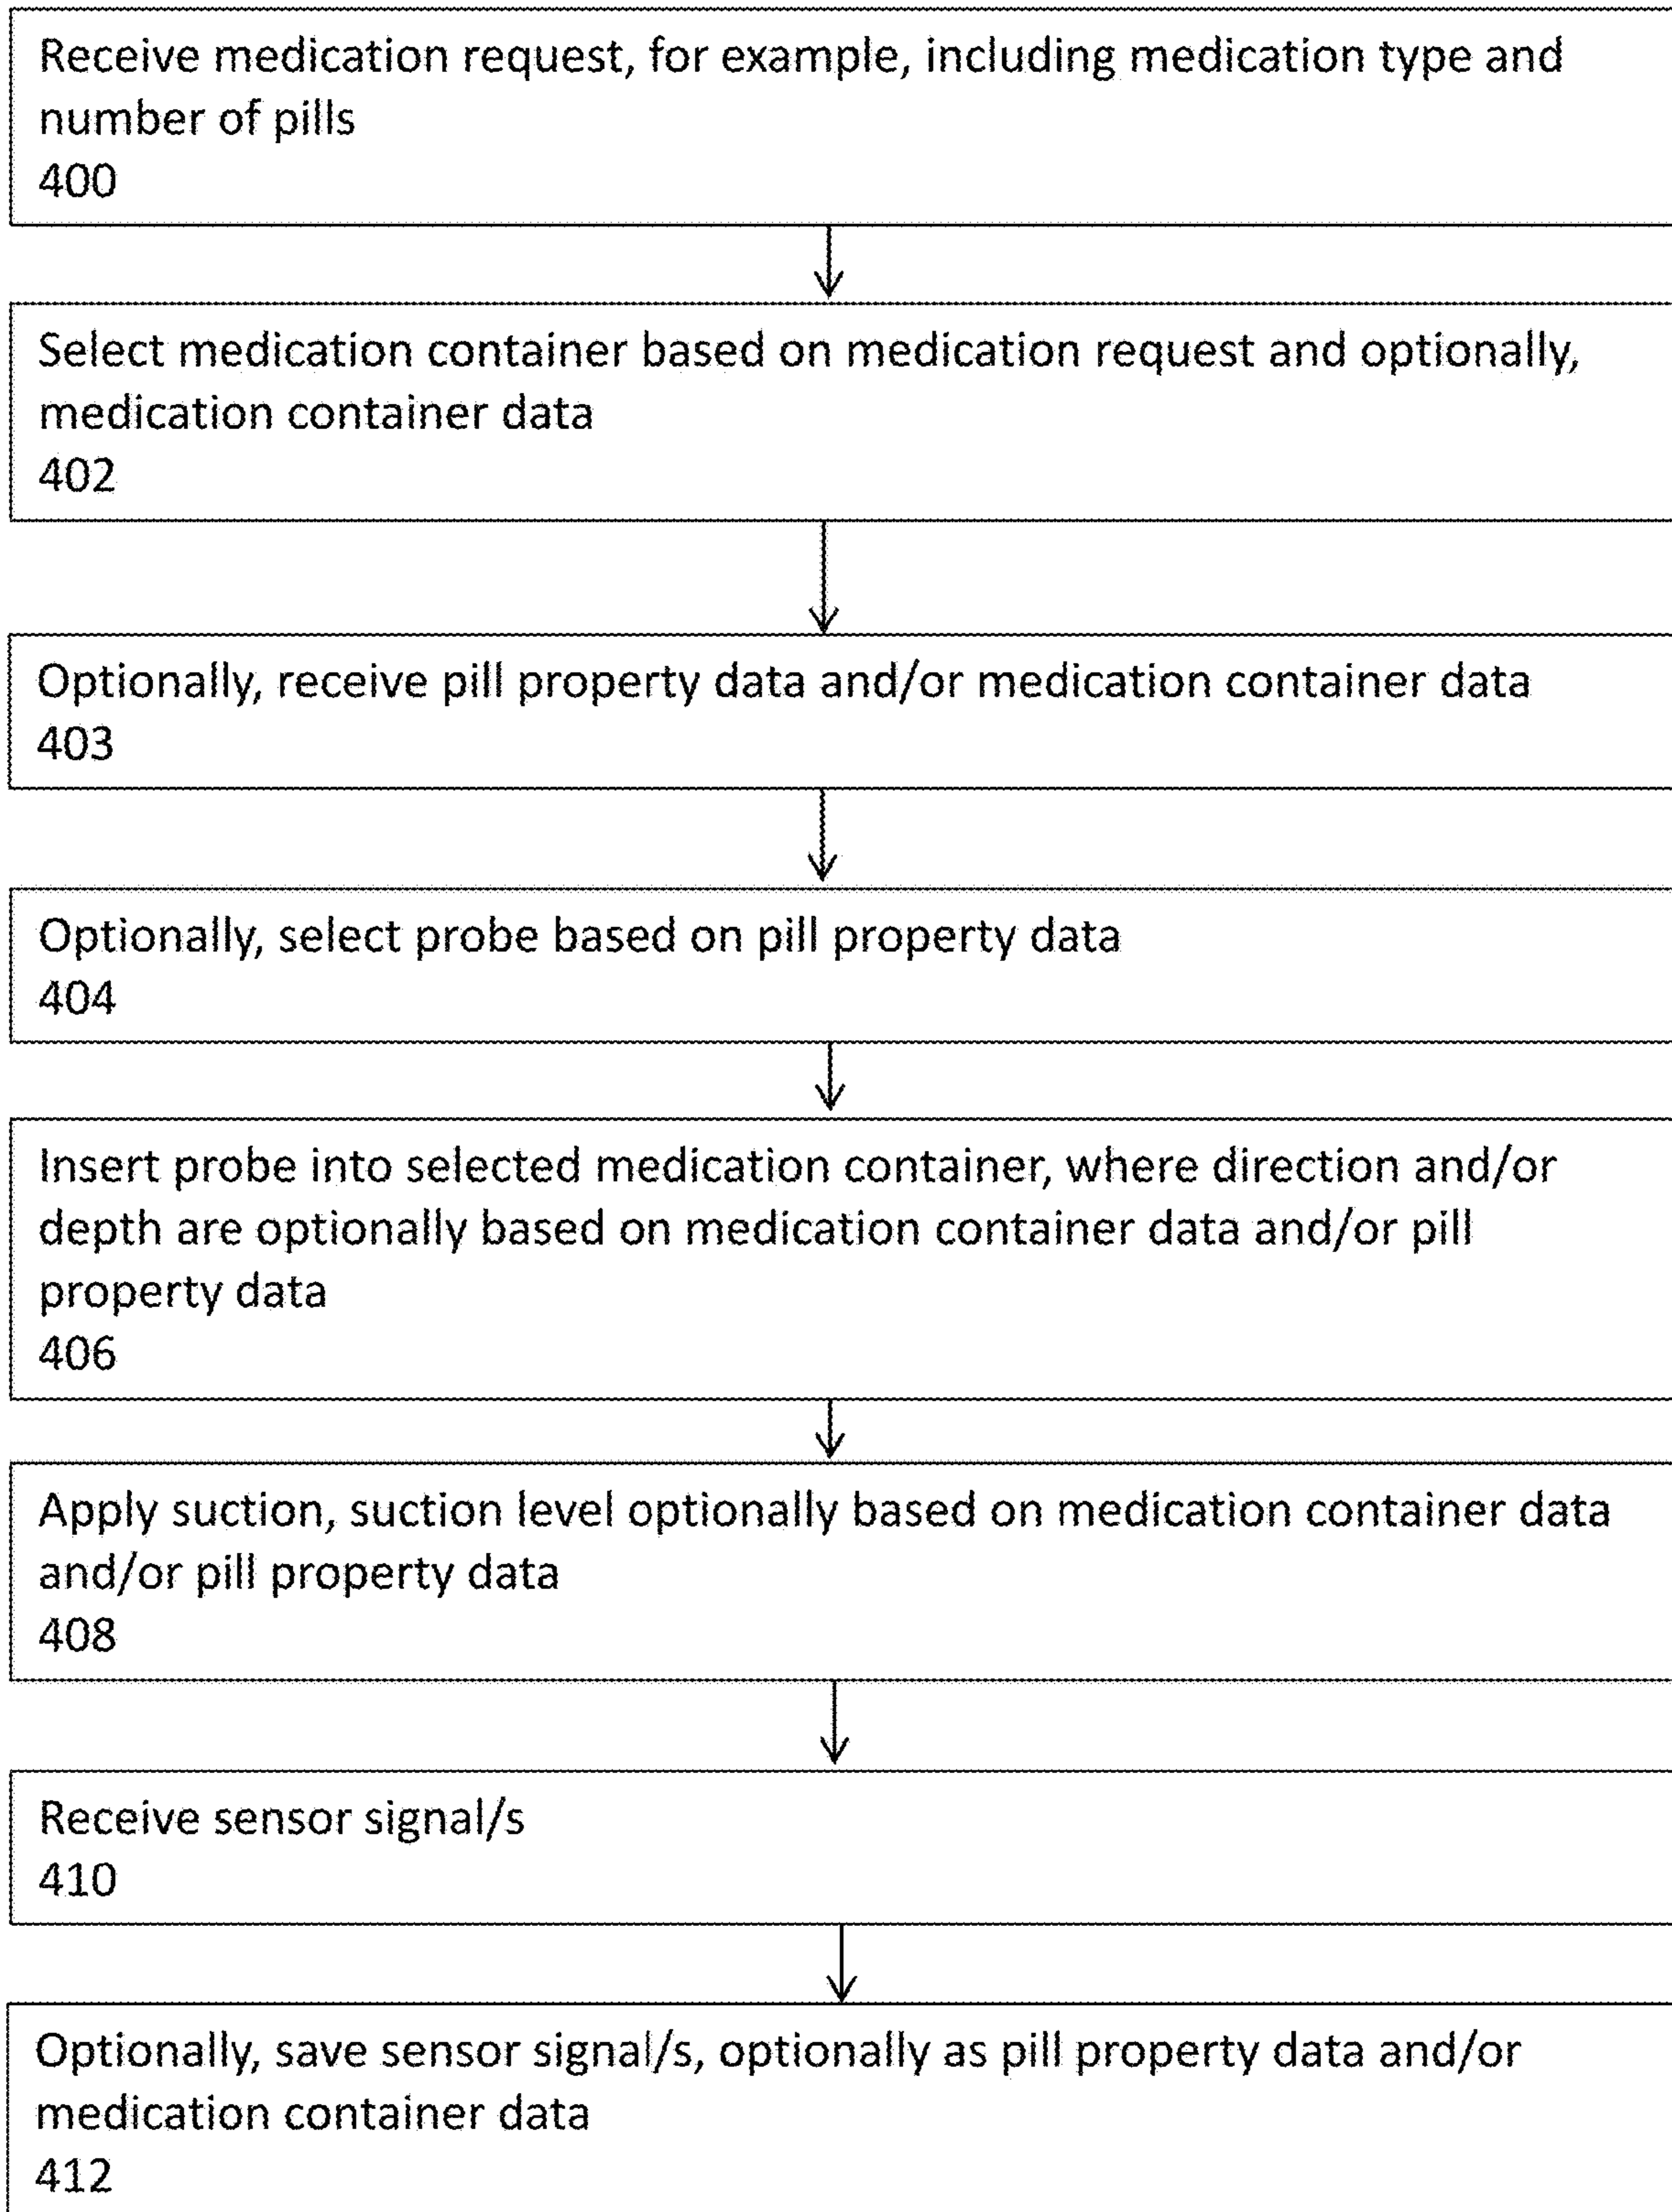 Receive medication request, for example, including medication type and
number of pills
400
Select medication container based on medication request and optionally,
medication container data
402
Optionally, receive pill property data and/or medication container data
403
Optionally, select probe based on pill property data
404
Insert probe into selected medication container, where direction and/or
depth are optionally based on medication container data and/or pill
property data
406
Apply suction, suction level optionally based on medication container data
and/or pill property data
408
Receive sensor signal/s
410
Optionally, save sensor signal/s, optionally as pill property data and/or
medication container data
412